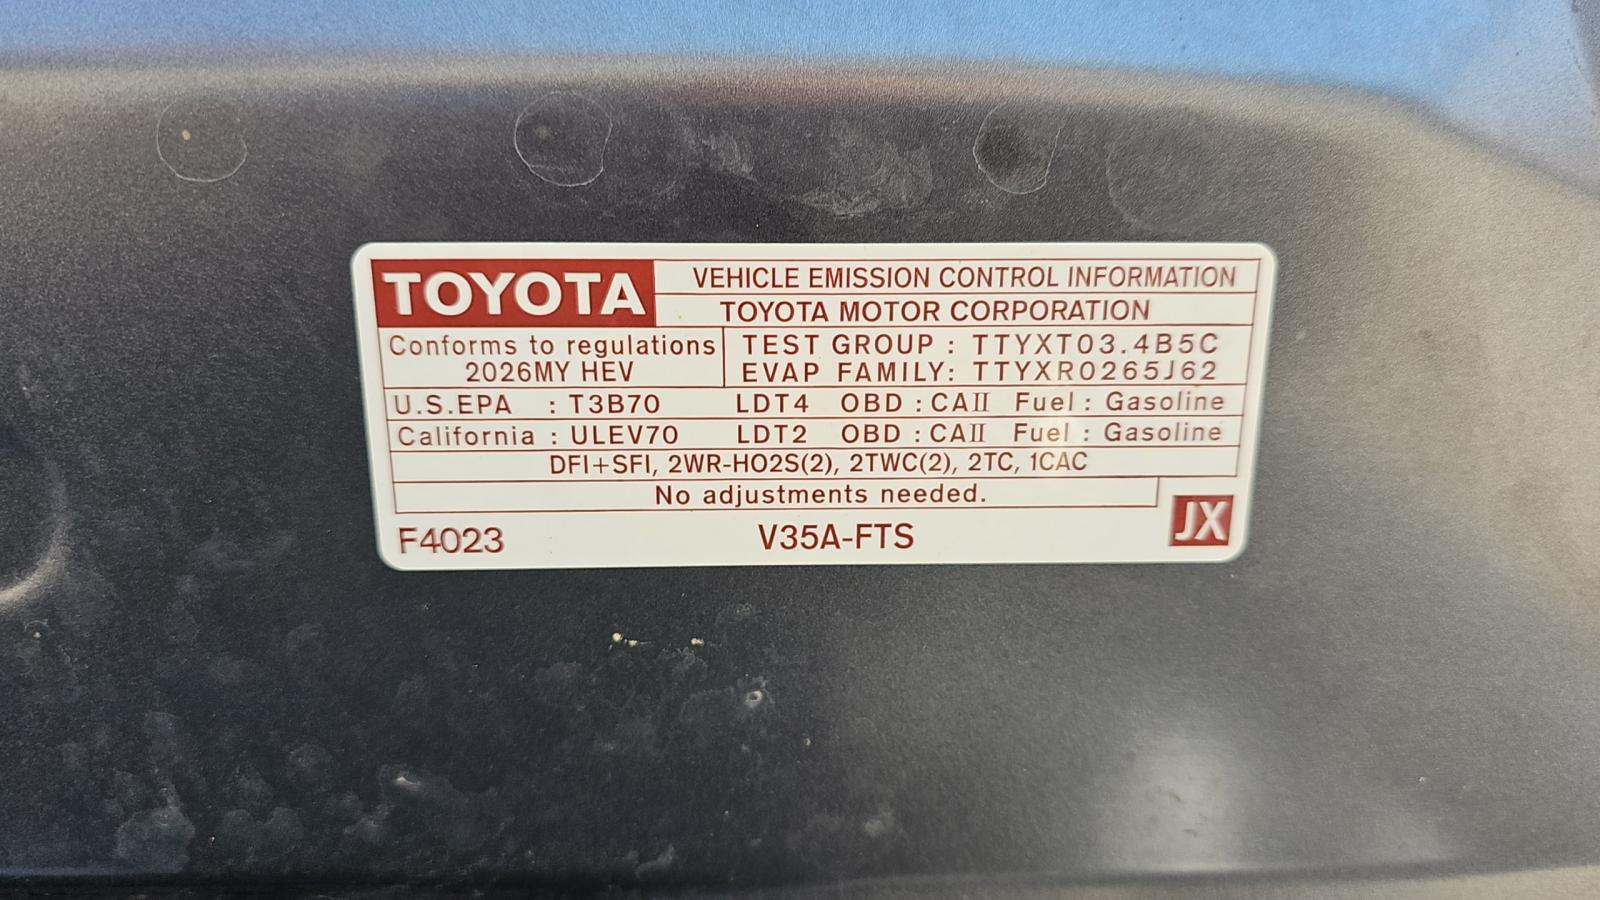 TOYOTA
VEHICLE EMISSION CONTROL INFORMATION
TOYOTA MOTOR CORPORATION
Conforms to regulations
2026MY HEV
TEST GROUP : TTYXT03.4B5C
EVAP FAMILY: TTYXR0265J62
U.S.EPA : T3B70 LDT4 OBD : CAII Fuel : Gasoline
California : ULEV70 LDT2 OBD : CAII Fuel : Gasoline
DFI+SFI, 2WR-HO2S(2), 2TWC(2), 2TC, 1CAC
No adjustments needed.
F4023 V35A-FTS JX